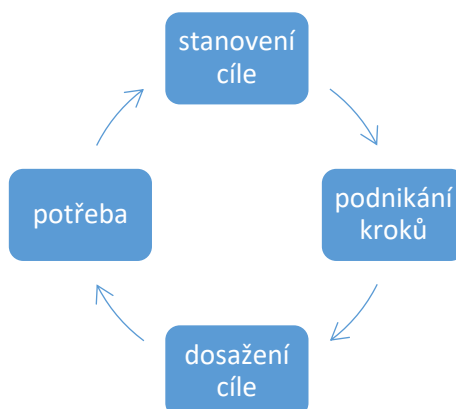 stanovení
cíle
potřeba
podnikání
kroků
dosažení
cíle